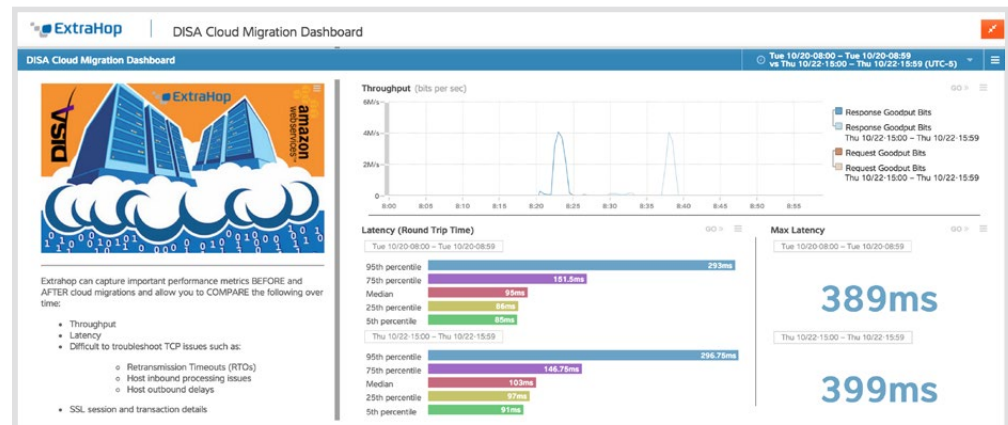 ExtraHop
DISA Cloud Migration Dashboard
DISA Cloud Migration Dashboard
Tue 10/20-08:00 – Tue 10/20-08:59
vs Thu 10/22-15:00 – Thu 10/22-15:59 (UTC-5)
DISA
ExtraHop
amazon
webservices™
Extrahop can capture important performance metrics BEFORE and
AFTER cloud migrations and allow you to COMPARE the following over
time:
• Throughput
• Latency
• Difficult to troubleshoot TCP issues such as:
○ Retransmission Timeouts (RTOs)
○ Host inbound processing issues
○ Host outbound delays
• SSL session and transaction details
Throughput (bits per sec)
GO »
6M/s
4M/s
2M/s
0
8:00 8:05 8:10 8:15 8:20 8:25 8:30 8:35 8:40 8:45 8:50 8:55
Response Goodput Bits
Response Goodput Bits
Thu 10/22-15:00 – Thu 10/22-15:59
Request Goodput Bits
Request Goodput Bits
Thu 10/22-15:00 – Thu 10/22-15:59
Latency (Round Trip Time)
GO »
Tue 10/20-08:00 – Tue 10/20-08:59
95th percentile 293ms
75th percentile 151.5ms
Median 95ms
25th percentile 86ms
5th percentile 85ms
Thu 10/22-15:00 – Thu 10/22-15:59
95th percentile 296.75ms
75th percentile 146.75ms
Median 103ms
25th percentile 97ms
5th percentile 91ms
Max Latency
GO »
Tue 10/20-08:00 – Tue 10/20-08:59
389ms
Thu 10/22-15:00 – Thu 10/22-15:59
399ms